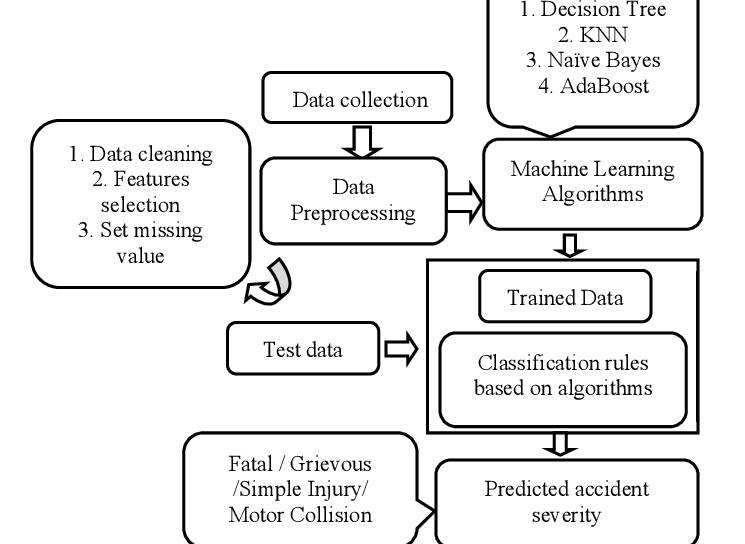 1. Decision Tree
2. KNN
3. Naïve Bayes
4. AdaBoost
Data collection
1. Data cleaning
2. Features
selection
3. Set missing
value
Data
Preprocessing
Machine Learning
Algorithms
Trained Data
Test data
Classification rules
based on algorithms
Fatal / Grievous
/Simple Injury/
Motor Collision
Predicted accident
severity